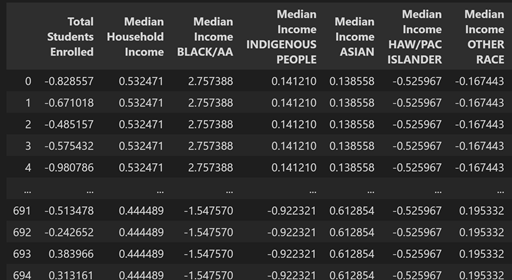 Total Students Enrolled Median Household Income Median Income BLACK/AA Median Income INDIGENOUS PEOPLE Median Income ASIAN Median Income HAW/PAC ISLANDER Median Income OTHER RACE
0 -0.828557 0.532471 2.757388 0.141210 0.138558 -0.525967 -0.167443
1 -0.671018 0.532471 2.757388 0.141210 0.138558 -0.525967 -0.167443
2 -0.485157 0.532471 2.757388 0.141210 0.138558 -0.525967 -0.167443
3 -0.575432 0.532471 2.757388 0.141210 0.138558 -0.525967 -0.167443
4 -0.980786 0.532471 2.757388 0.141210 0.138558 -0.525967 -0.167443
... ... ... ... ... ... ... ...
691 -0.513478 0.444489 -1.547570 -0.922321 0.612854 -0.525967 0.195332
692 -0.242652 0.444489 -1.547570 -0.922321 0.612854 -0.525967 0.195332
693 0.383966 0.444489 -1.547570 -0.922321 0.612854 -0.525967 0.195332
694 0.313161 0.444489 -1.547570 -0.922321 0.612854 -0.525967 0.195332